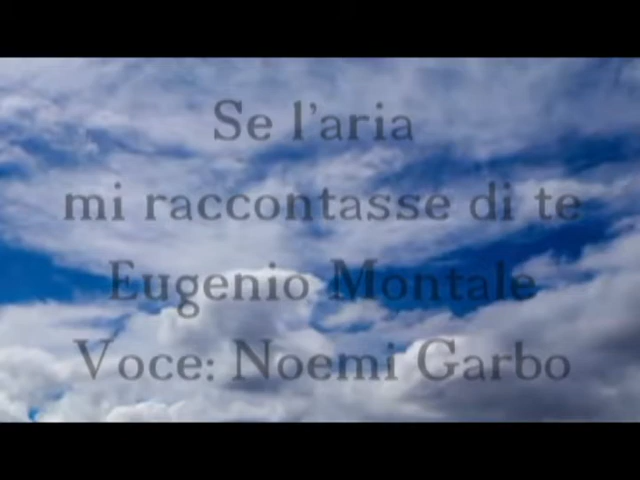 Se l'aria
mi raccontasse di te
Eugenio Montale
Voce: Noemi Garbo